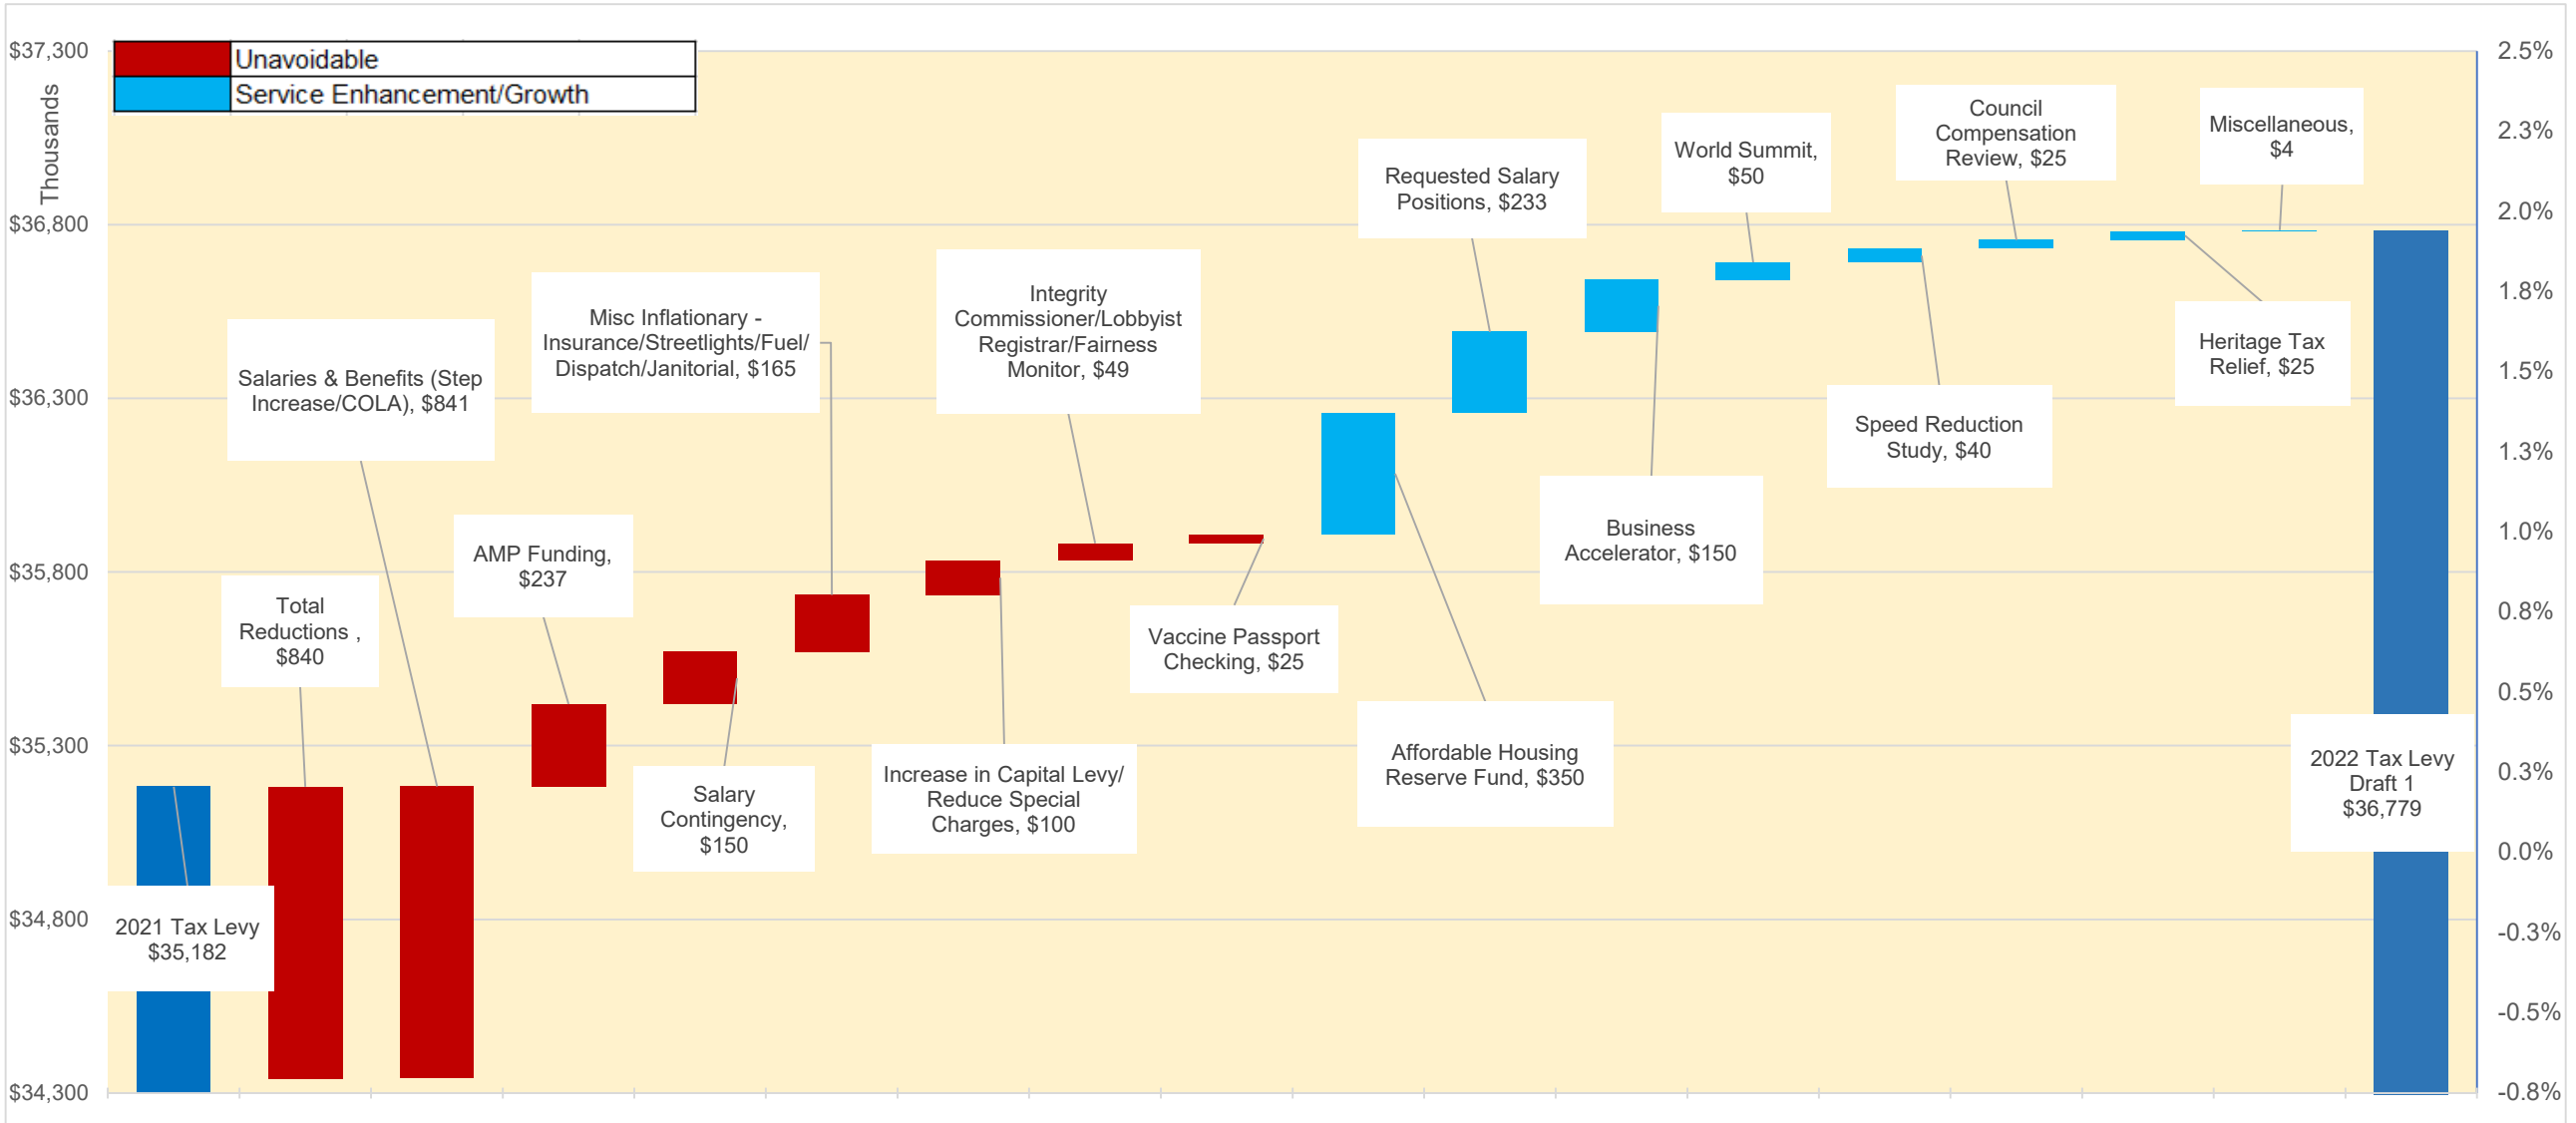 Unavoidable
Service Enhancement/Growth
Thousands
$37,300
$36,800
$36,300
$35,800
$35,300
$34,800
$34,300
2021 Tax Levy
$35,182
Total
Reductions ,
$840
Salaries & Benefits (Step
Increase/COLA), $841
AMP Funding,
$237
Salary
Contingency,
$150
Misc Inflationary -
Insurance/Streetlights/Fuel/
Dispatch/Janitorial, $165
Increase in Capital Levy/
Reduce Special
Charges, $100
Integrity
Commissioner/Lobbyist
Registrar/Fairness
Monitor, $49
Vaccine Passport
Checking, $25
Affordable Housing
Reserve Fund, $350
Requested Salary
Positions, $233
Business
Accelerator, $150
World Summit,
$50
Speed Reduction
Study, $40
Council
Compensation
Review, $25
Heritage Tax
Relief, $25
Miscellaneous,
$4
2022 Tax Levy
Draft 1
$36,779
2.5%
2.3%
2.0%
1.8%
1.5%
1.3%
1.0%
0.8%
0.5%
0.3%
0.0%
-0.3%
-0.5%
-0.8%